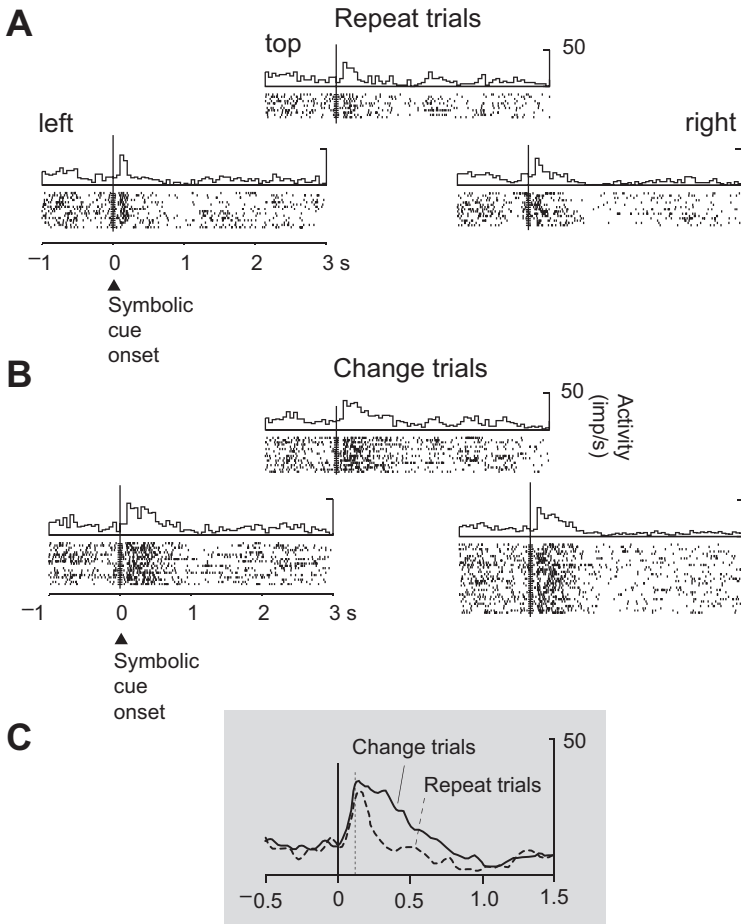 A
Repeat trials
top
50
left
right
–1 0 1 2 3 s
Symbolic
cue
onset
B
Change trials
50
Activity
(imp/s)
–1 0 1 2 3 s
Symbolic
cue
onset
C
50
Change trials
Repeat trials
–0.5 0 0.5 1.0 1.5